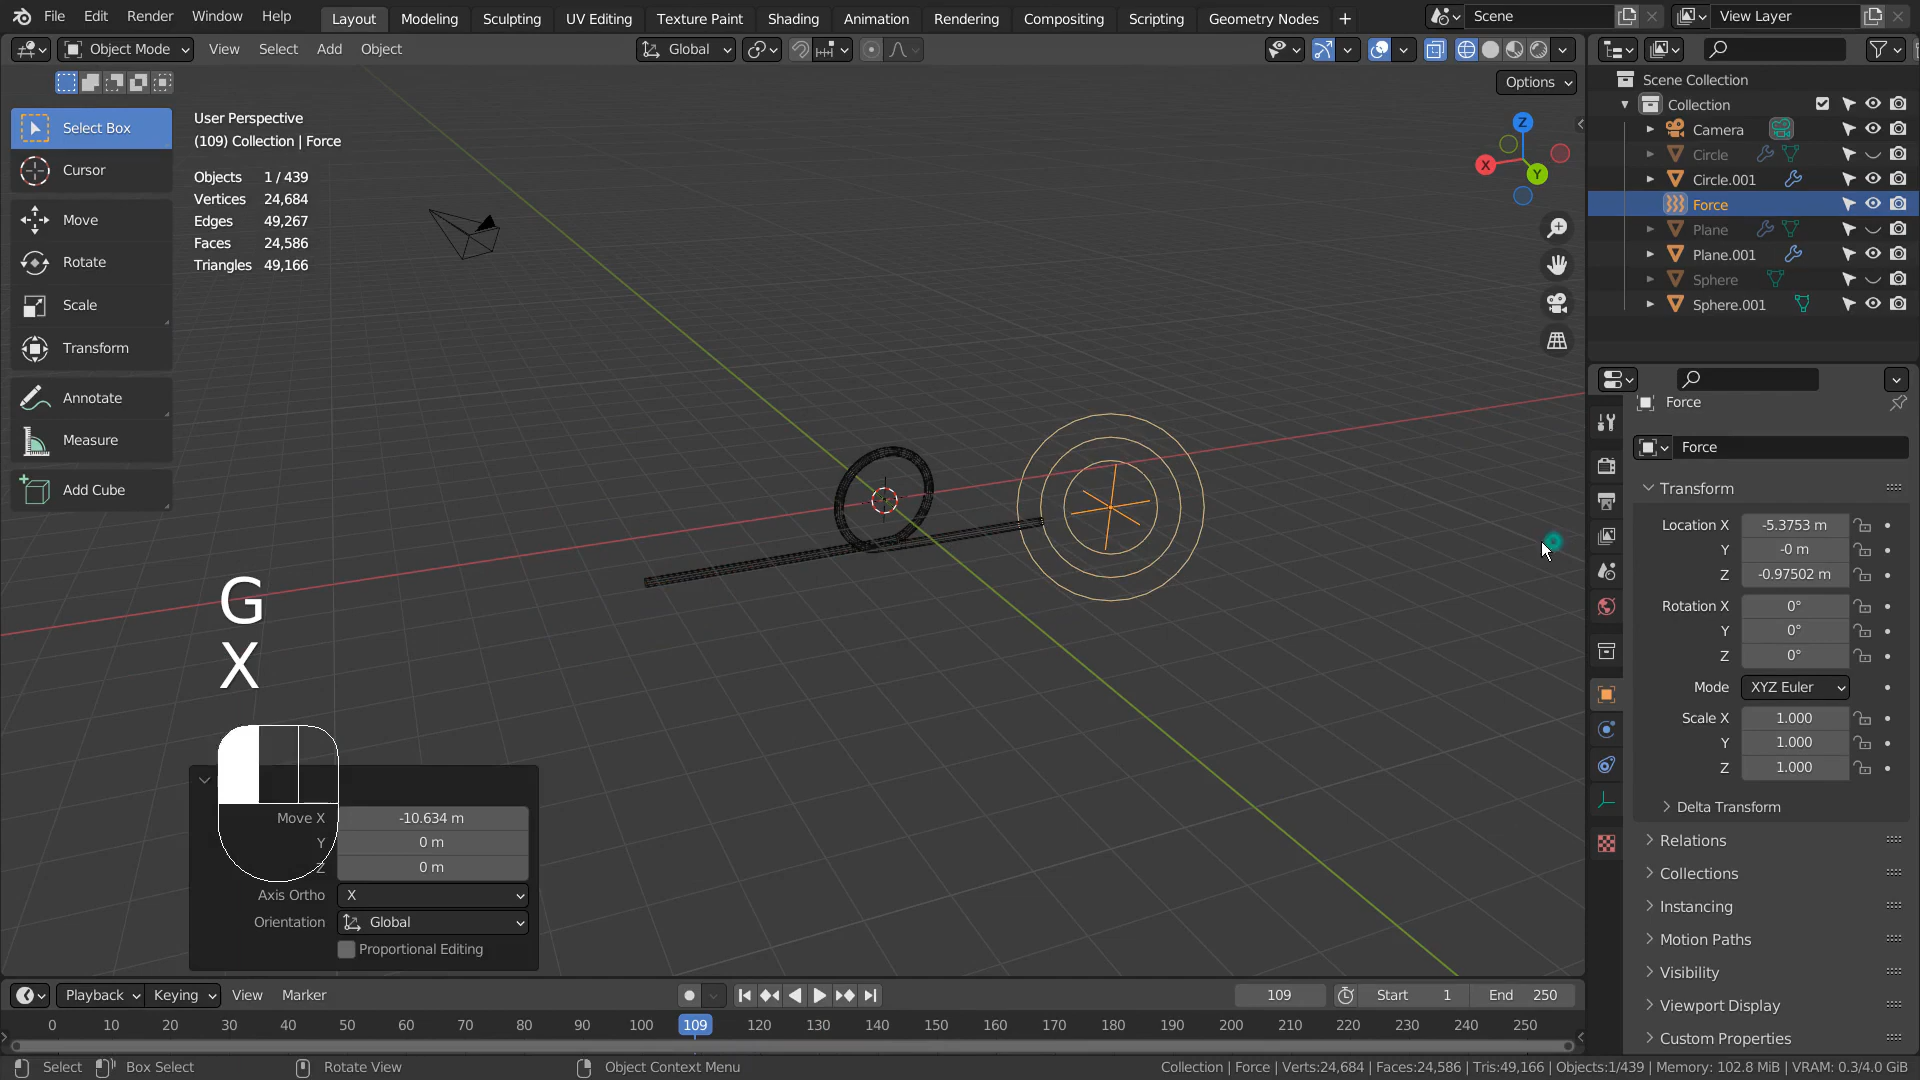 File Edit Render Window Help Layout Modeling Sculpting UV Editing Texture Paint Shading Animation Rendering Compositing Scripting Geometry Nodes + Scene View Layer
Object Mode View Select Add Object Global
Options
Select Box
Cursor
Move
Rotate
Scale
Transform
Annotate
Measure
Add Cube
User Perspective
(109) Collection | Force
Objects 1 / 439
Vertices 24,684
Edges 49,267
Faces 24,586
Triangles 49,166
Z
X
Y
G
X
Move X -10.634 m
Y 0 m
Z 0 m
Axis Ortho X
Orientation Global
Proportional Editing
Scene Collection
Collection
Camera
Circle
Circle.001
Force
Plane
Plane.001
Sphere
Sphere.001
Force
Force
Transform
Location X -5.3753 m
Y -0 m
Z -0.97502 m
Rotation X 0°
Y 0°
Z 0°
Mode XYZ Euler
Scale X 1.000
Y 1.000
Z 1.000
Delta Transform
Relations
Collections
Instancing
Motion Paths
Visibility
Viewport Display
Custom Properties
Playback Keying View Marker 109 Start 1 End 250
0 10 20 30 40 50 60 70 80 90 100 109 120 130 140 150 160 170 180 190 200 210 220 230 240 250
Select Box Select Rotate View Object Context Menu Collection | Force | Verts:24,684 | Faces:24,586 | Tris:49,166 | Objects:1/439 | Memory: 102.8 MiB | VRAM: 0.3/4.0 GiB